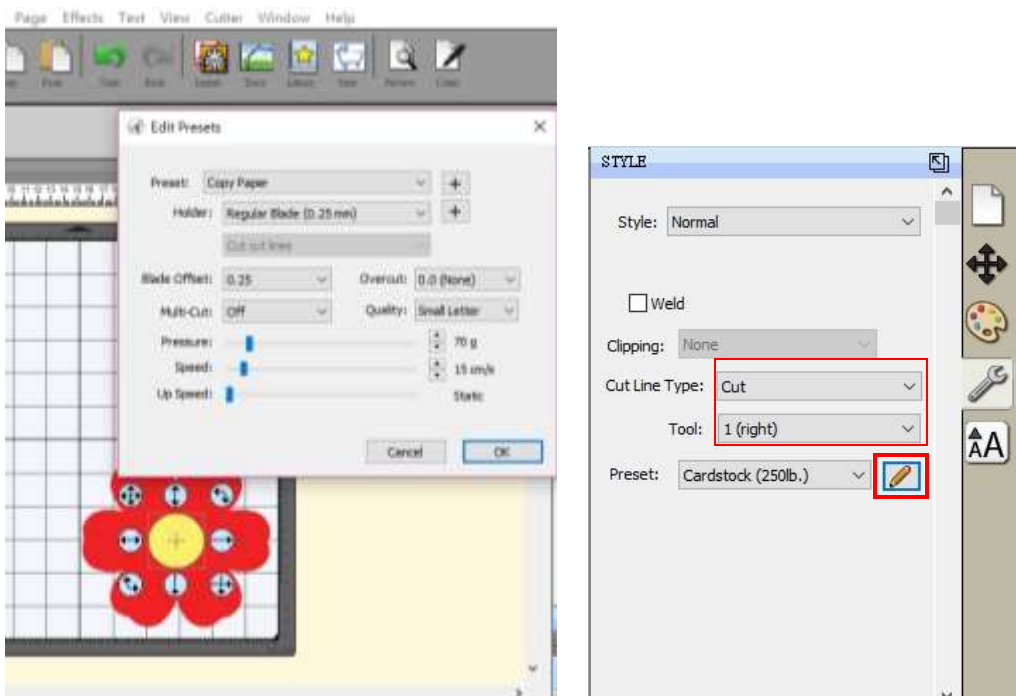 Page Effects Text View Cutter Window Help
Edit Presets
Preset: Copy Paper
Holder: Regular Blade (0.25 mm)
Cut cut lines
Blade Offset: 0.25 Overcut: 0.0 (None)
Multi-Cut: Off Quality: Small Letter
Pressure: 70 g
Speed: 15 cm/s
Up Speed: Static
Cancel OK
STYLE
Style: Normal
Weld
Clipping: None
Cut Line Type: Cut
Tool: 1 (right)
Preset: Cardstock (250lb.)
AA